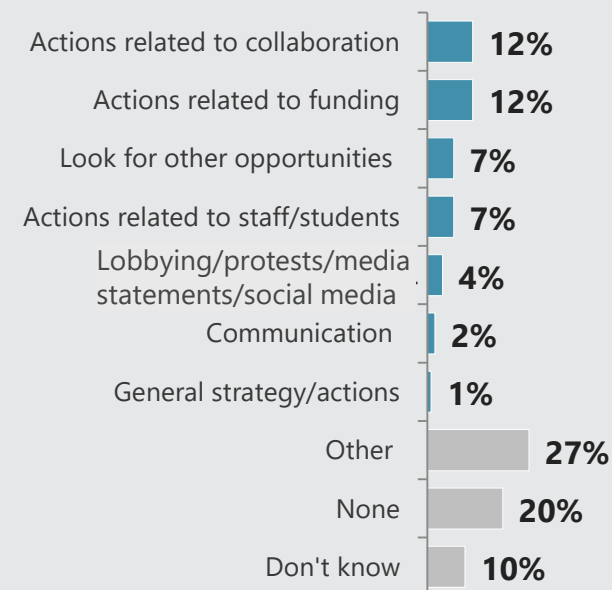 Actions related to collaboration 12%
Actions related to funding 12%
Look for other opportunities 7%
Actions related to staff/students 7%
Lobbying/protests/media
statements/social media 4%
Communication 2%
General strategy/actions 1%
Other 27%
None 20%
Don't know 10%